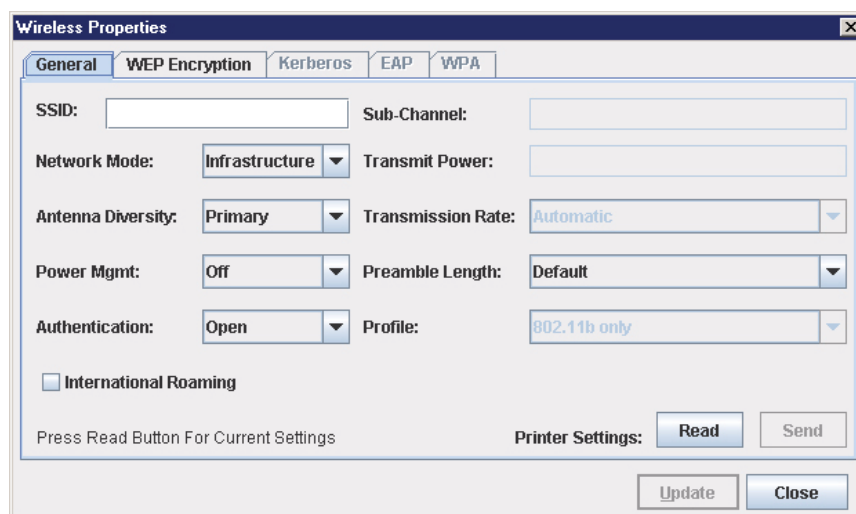 Wireless Properties
General WEP Encryption Kerberos EAP WPA
SSID: Sub-Channel:
Network Mode: Infrastructure Transmit Power:
Antenna Diversity: Primary Transmission Rate: Automatic
Power Mgmt: Off Preamble Length: Default
Authentication: Open Profile: 802.11b only
International Roaming
Press Read Button For Current Settings Printer Settings: Read Send
Update Close